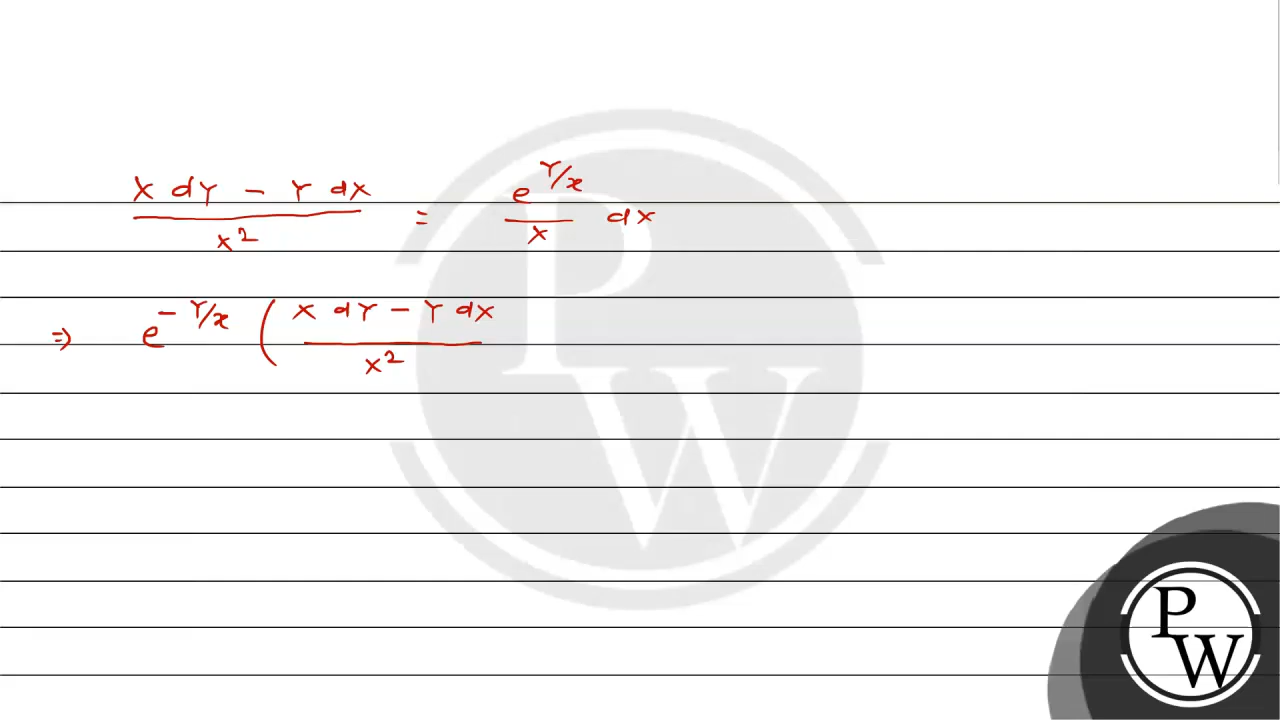 x dy - y dx / x² = e^(y/x) / x dx
⇒ e^(-y/x) ( x dy - y dx / x²
P W
PW